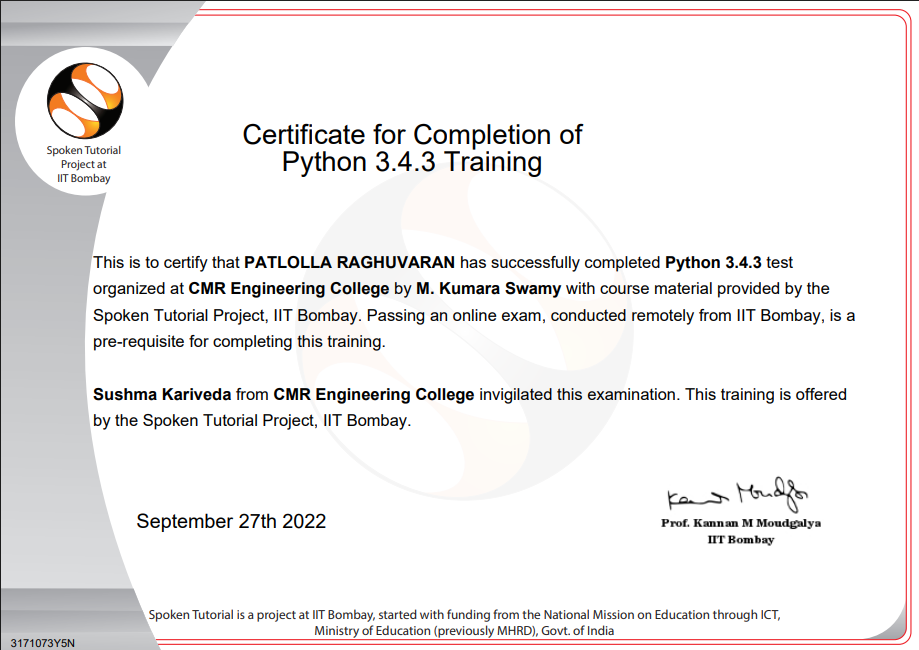 Spoken Tutorial
Project at
IIT Bombay
Certificate for Completion of
Python 3.4.3 Training
This is to certify that PATLOLLA RAGHUVARAN has successfully completed Python 3.4.3 test
organized at CMR Engineering College by M. Kumara Swamy with course material provided by the
Spoken Tutorial Project, IIT Bombay. Passing an online exam, conducted remotely from IIT Bombay, is a
pre-requisite for completing this training.
Sushma Kariveda from CMR Engineering College invigilated this examination. This training is offered
by the Spoken Tutorial Project, IIT Bombay.
September 27th 2022
Prof. Kannan M Moudgalya
IIT Bombay
Spoken Tutorial is a project at IIT Bombay, started with funding from the National Mission on Education through ICT,
Ministry of Education (previously MHRD), Govt. of India
3171073Y5N